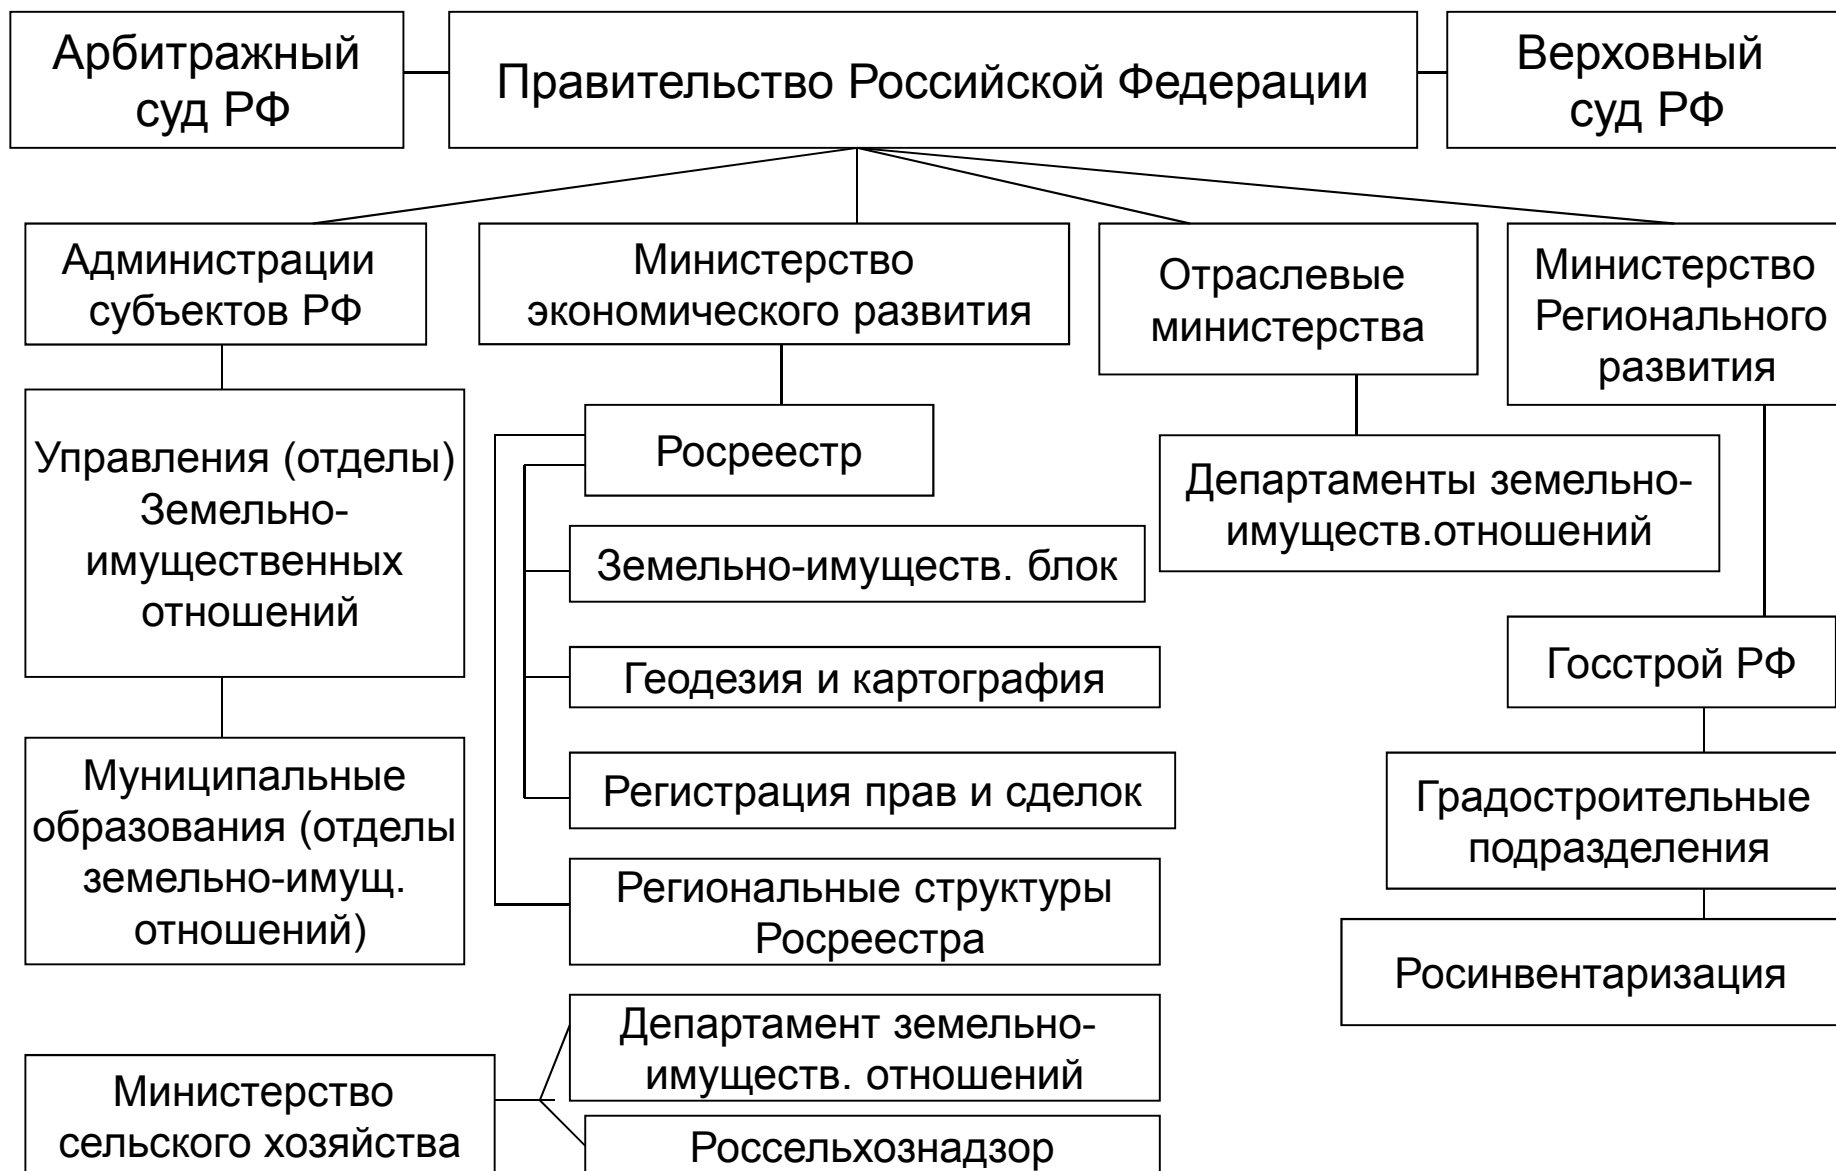 Арбитражный
суд РФ
Правительство Российской Федерации
Верховный
суд РФ
Администрации
субъектов РФ
Министерство
экономического развития
Отраслевые
министерства
Министерство
Регионального
развития
Управления (отделы)
Земельно-
имущественных
отношений
Росреестр
Департаменты земельно-
имуществ.отношений
Земельно-имуществ. блок
Геодезия и картография
Госстрой РФ
Муниципальные
образования (отделы
земельно-имущ.
отношений)
Регистрация прав и сделок
Градостроительные
подразделения
Региональные структуры
Росреестра
Росинвентаризация
Департамент земельно-
имуществ. отношений
Министерство
сельского хозяйства
Россельхознадзор